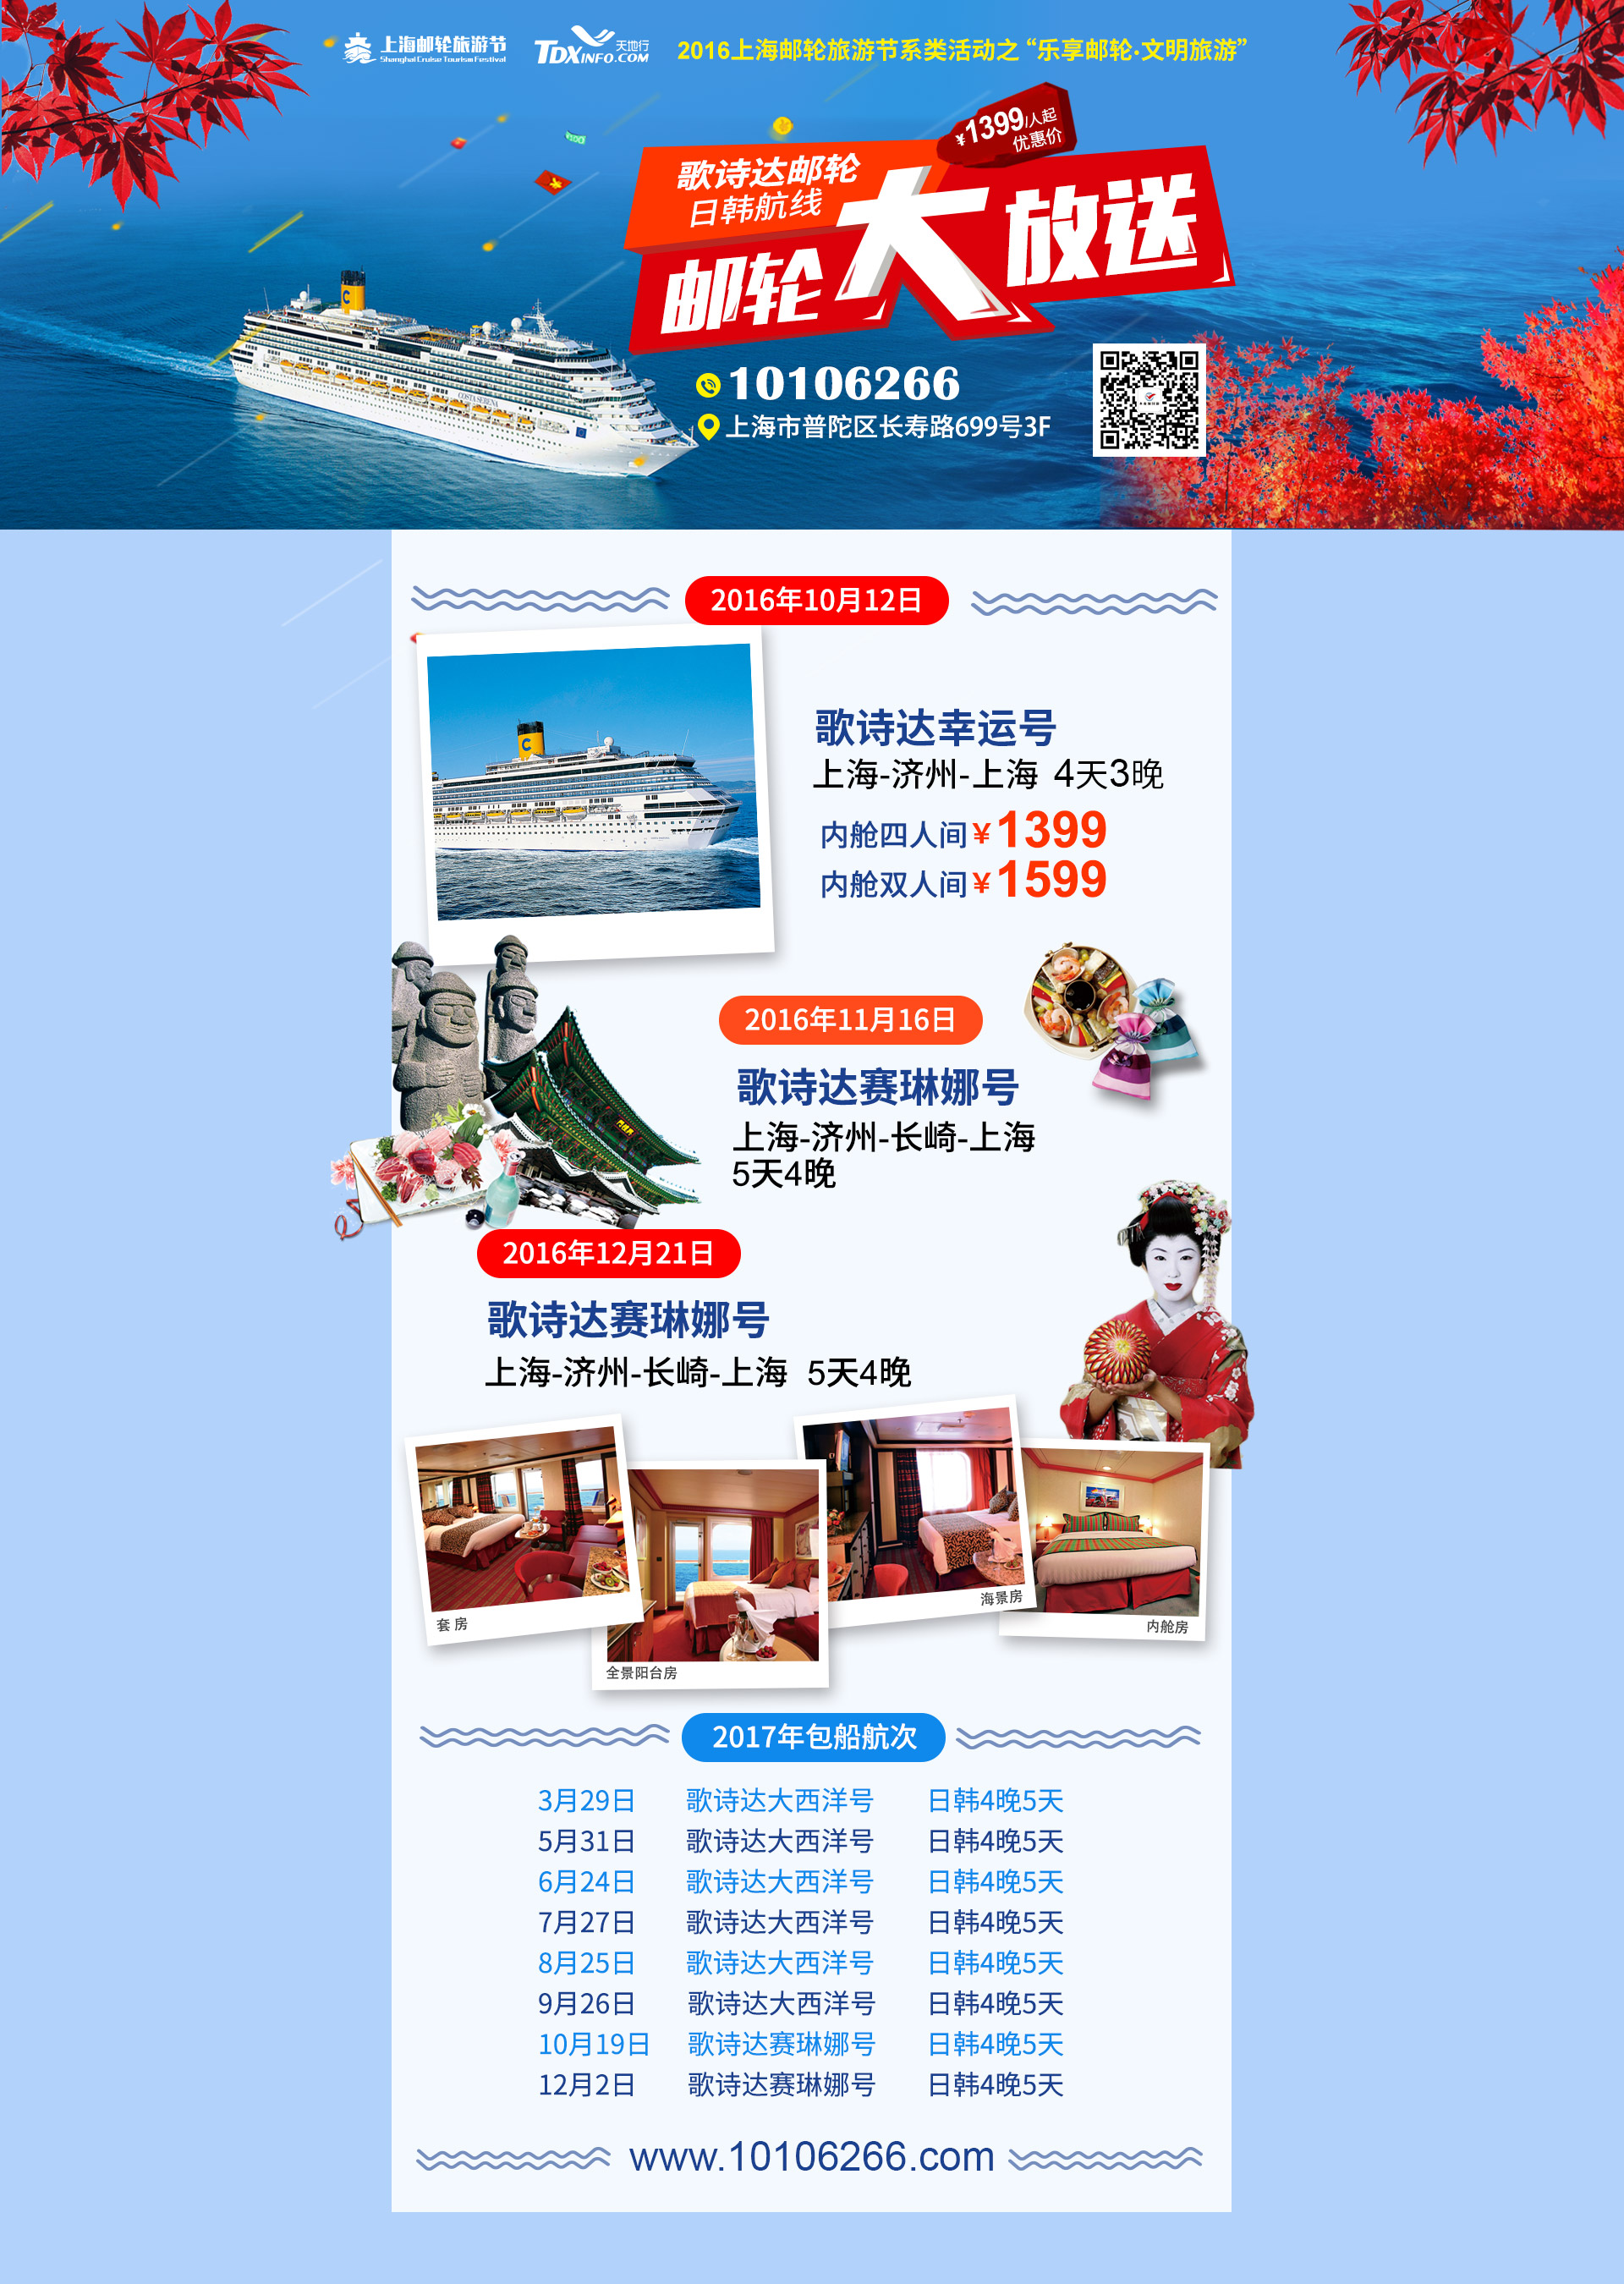 上海邮轮旅游节
Shanghai Cruise Tourism Festival
TDXINFO.COM 天地行
2016上海邮轮旅游节系类活动之“乐享邮轮·文明旅游”
¥1399/人起
优惠价
歌诗达邮轮
日韩航线
邮轮大放送
10106266
上海市普陀区长寿路699号3F
C
COSTA SERENA
2016年10月12日
C
歌诗达幸运号
上海-济州-上海 4天3晚
内舱四人间¥1399
内舱双人间¥1599
2016年11月16日
歌诗达赛琳娜号
上海-济州-长崎-上海
5天4晚
2016年12月21日
歌诗达赛琳娜号
上海-济州-长崎-上海 5天4晚
套房
全景阳台房
海景房
内舱房
2017年包船航次
3月29日 歌诗达大西洋号 日韩4晚5天
5月31日 歌诗达大西洋号 日韩4晚5天
6月24日 歌诗达大西洋号 日韩4晚5天
7月27日 歌诗达大西洋号 日韩4晚5天
8月25日 歌诗达大西洋号 日韩4晚5天
9月26日 歌诗达大西洋号 日韩4晚5天
10月19日 歌诗达赛琳娜号 日韩4晚5天
12月2日 歌诗达赛琳娜号 日韩4晚5天
www.10106266.com